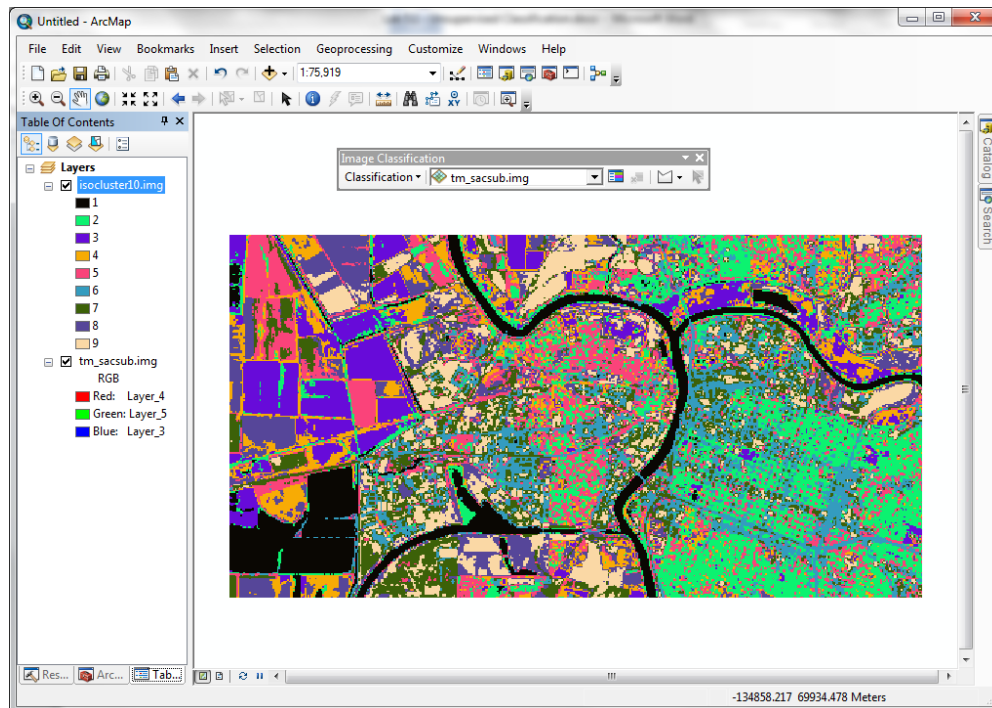 Untitled - ArcMap
File Edit View Bookmarks Insert Selection Geoprocessing Customize Windows Help
1:75,919
Table Of Contents
Layers
isocluster10.img
1
2
3
4
5
6
7
8
9
tm_sacsub.img
RGB
Red: Layer_4
Green: Layer_5
Blue: Layer_3
Image Classification
Classification tm_sacsub.img
Catalog
Search
Res... Arc... Tab...
-134858.217 69934.478 Meters